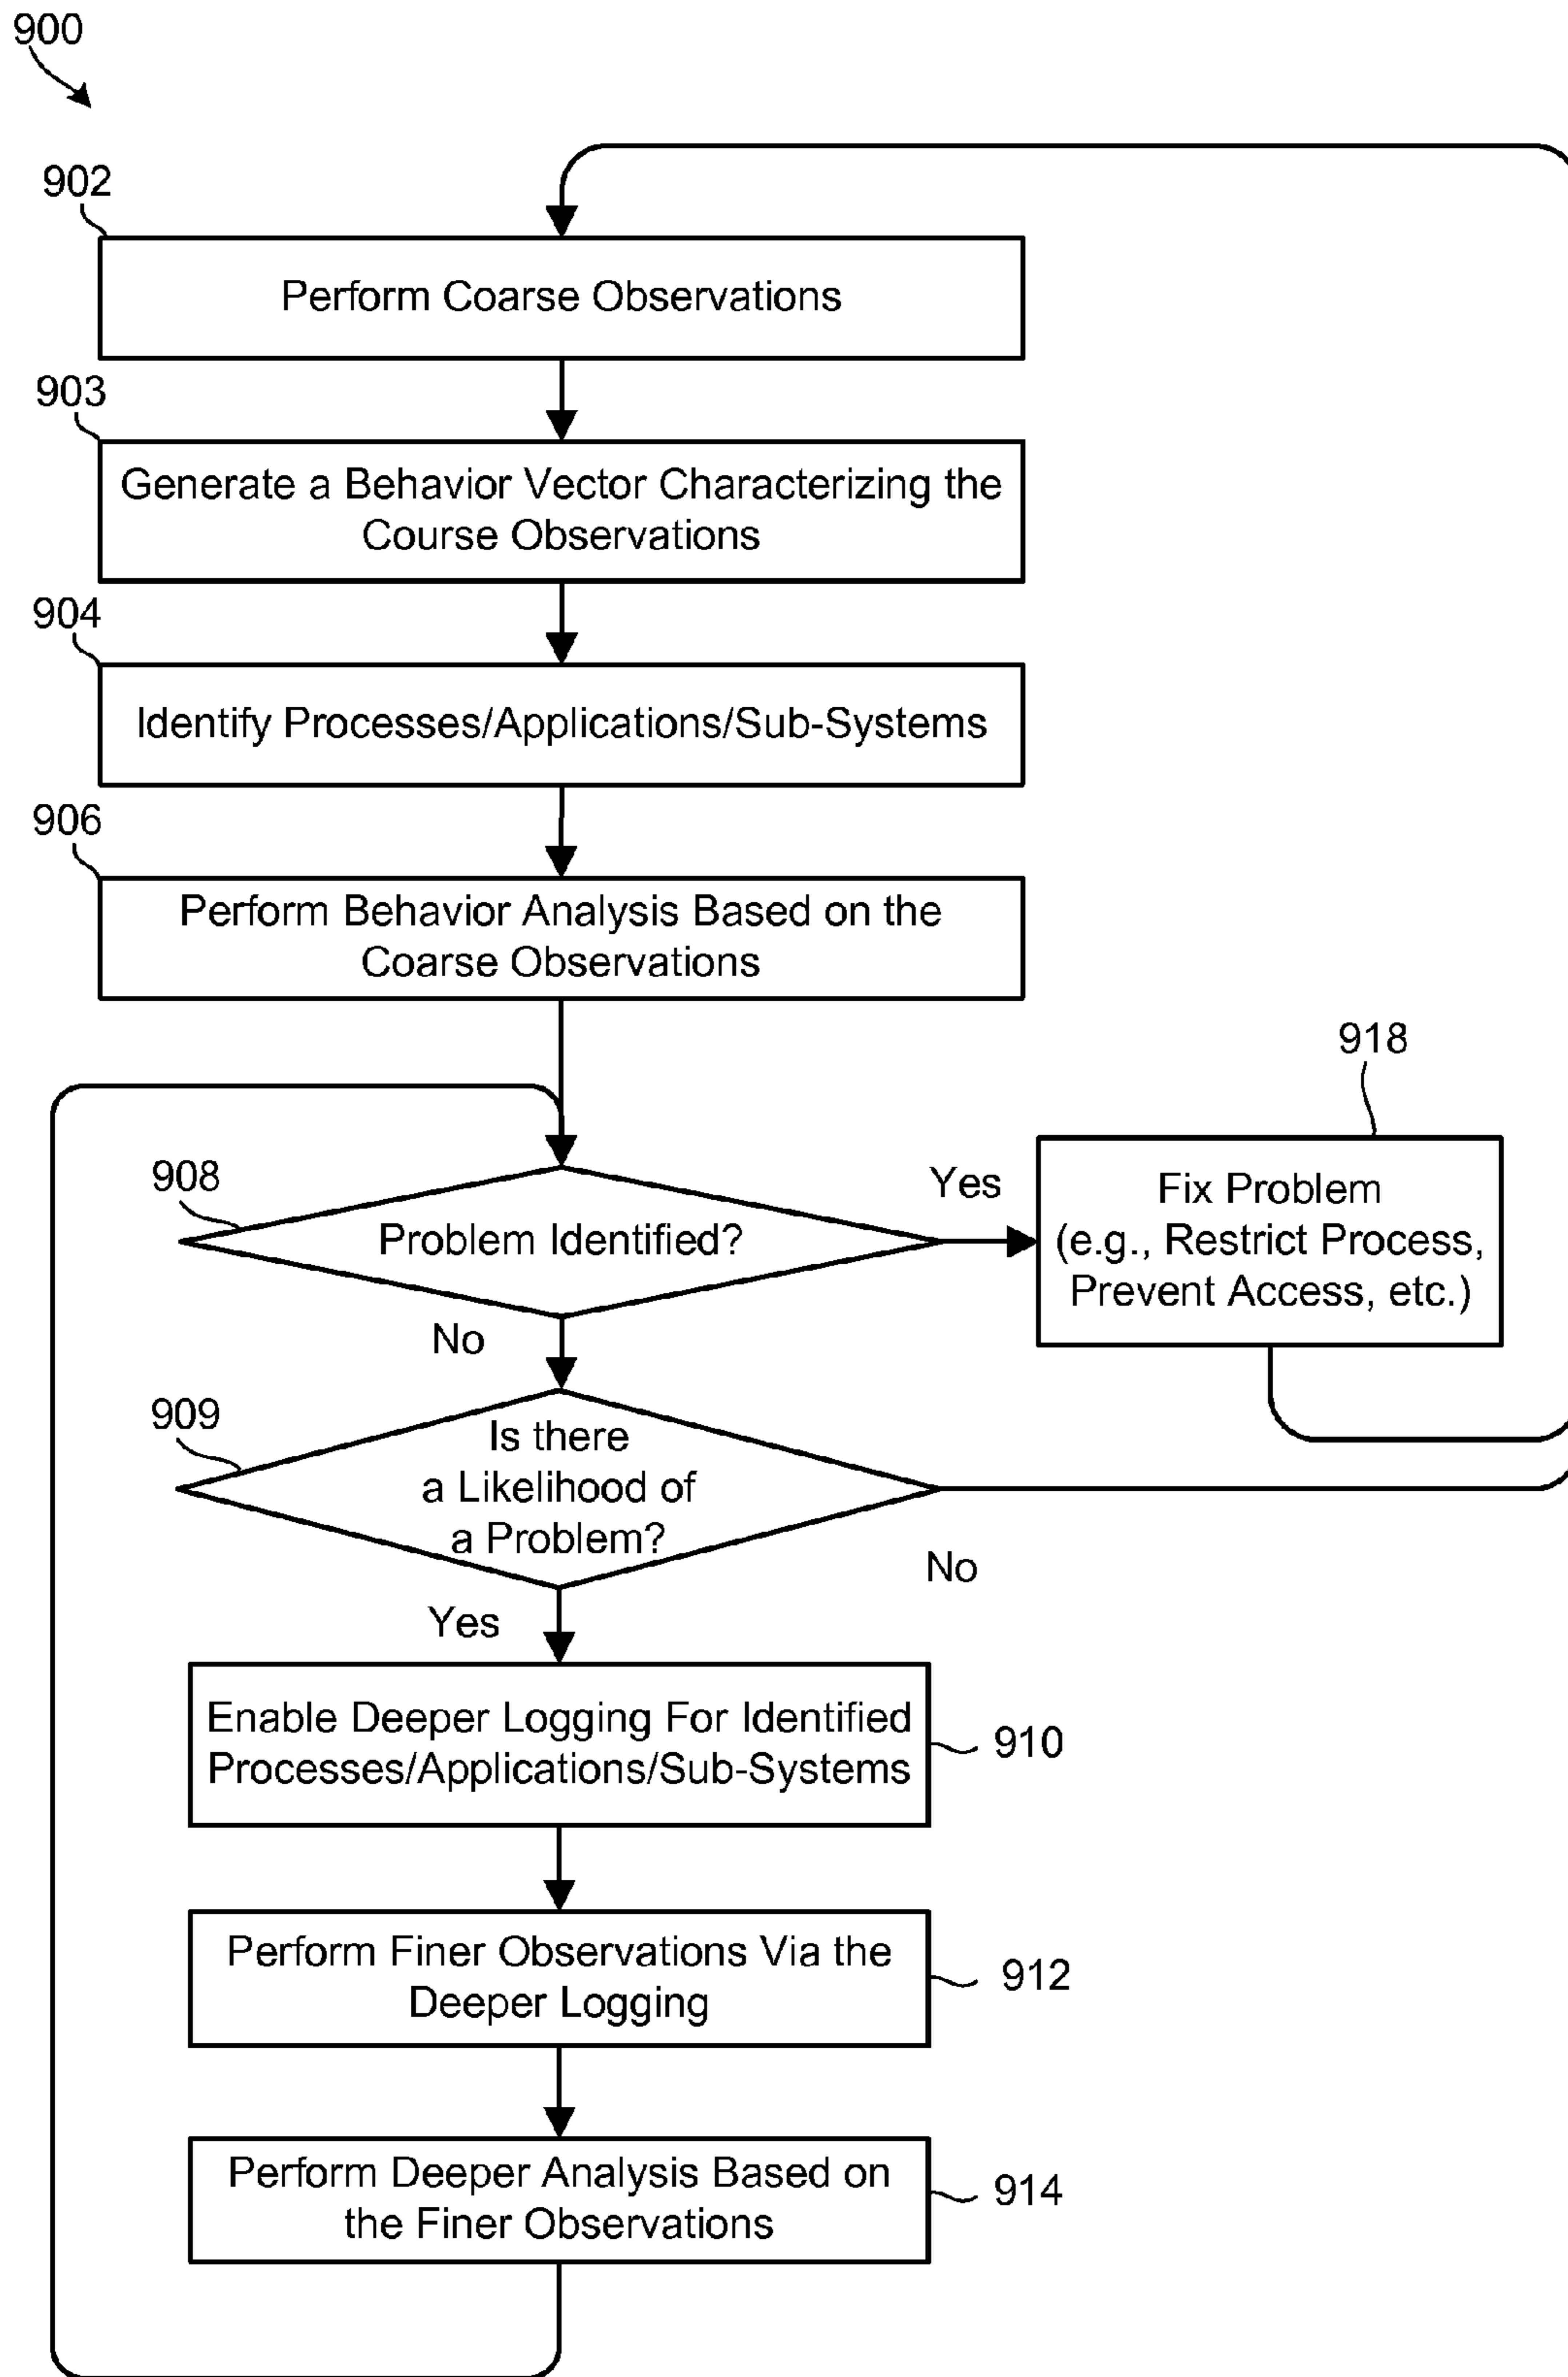 900
902
Perform Coarse Observations
903
Generate a Behavior Vector Characterizing the
Course Observations
904
Identify Processes/Applications/Sub-Systems
906
Perform Behavior Analysis Based on the
Coarse Observations
918
908
Problem Identified?
Yes
Fix Problem
(e.g., Restrict Process,
Prevent Access, etc.)
No
909
Is there
a Likelihood of
a Problem?
No
Yes
Enable Deeper Logging For Identified
Processes/Applications/Sub-Systems
910
Perform Finer Observations Via the
Deeper Logging
912
Perform Deeper Analysis Based on
the Finer Observations
914